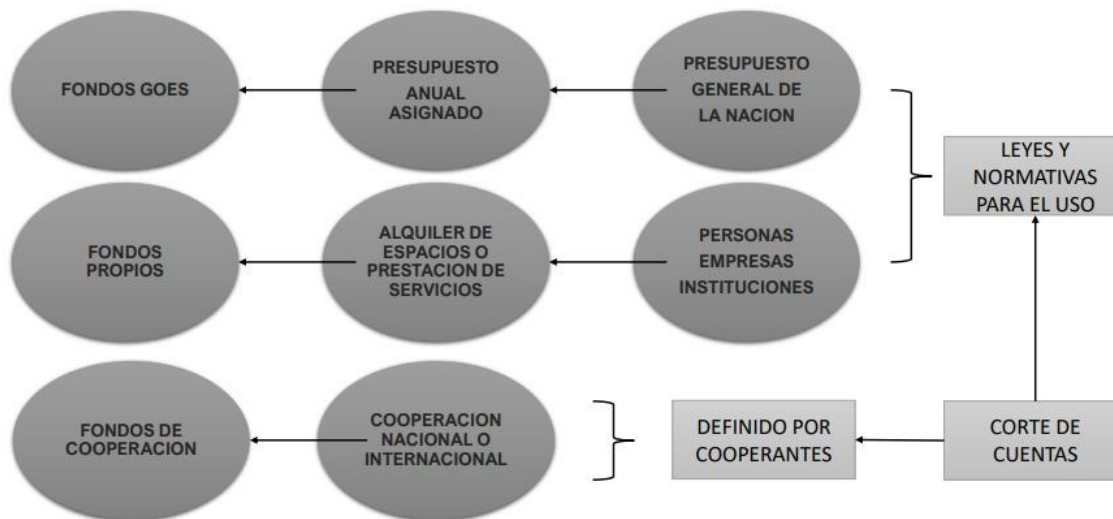 FONDOS GOES
PRESUPUESTO
ANUAL
ASIGNADO
PRESUPUESTO
GENERAL DE
LA NACION
LEYES Y
NORMATIVAS
PARA EL USO
FONDOS
PROPIOS
ALQUILER DE
ESPACIOS O
PRESTACION DE
SERVICIOS
PERSONAS
EMPRESAS
INSTITUCIONES
FONDOS DE
COOPERACION
COOPERACION
NACIONAL O
INTERNACIONAL
DEFINIDO POR
COOPERANTES
CORTE DE
CUENTAS